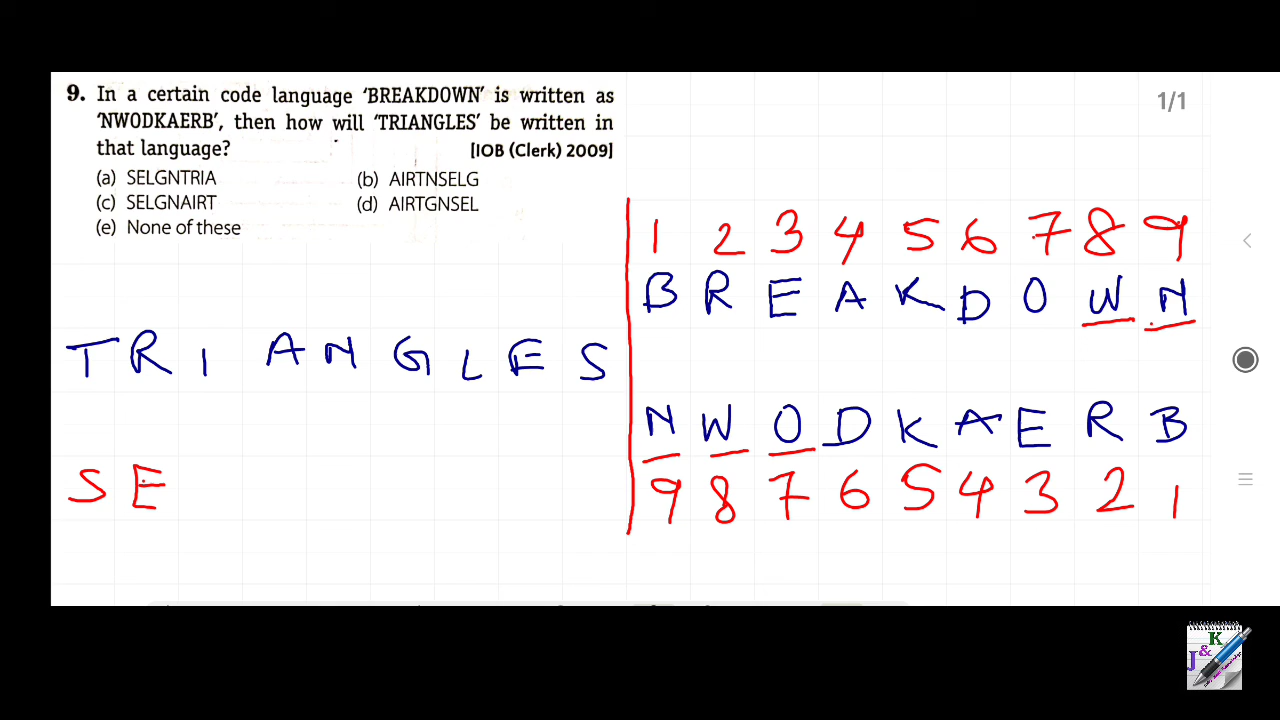 9. In a certain code language ‘BREAKDOWN’ is written as
‘NWODKAERB’, then how will ‘TRIANGLES’ be written in
that language? [IOB (Clerk) 2009]
(a) SELGNTRIA (b) AIRTNSELG
(c) SELGNAIRT (d) AIRTGNSEL
(e) None of these
1/1
1 2 3 4 5 6 7 8 9
B R E A K D O W N
T R I A N G L E S
N W O D K A E R B
S E
9 8 7 6 5 4 3 2 1
J & K